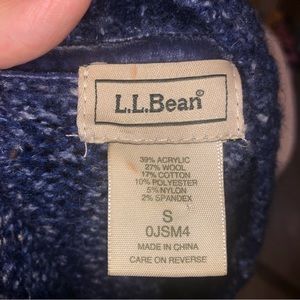 L.L.Bean®
39% ACRYLIC
27% WOOL
17% COTTON
10% POLYESTER
5% NYLON
2% SPANDEX
S
0JSM4
MADE IN CHINA
CARE ON REVERSE